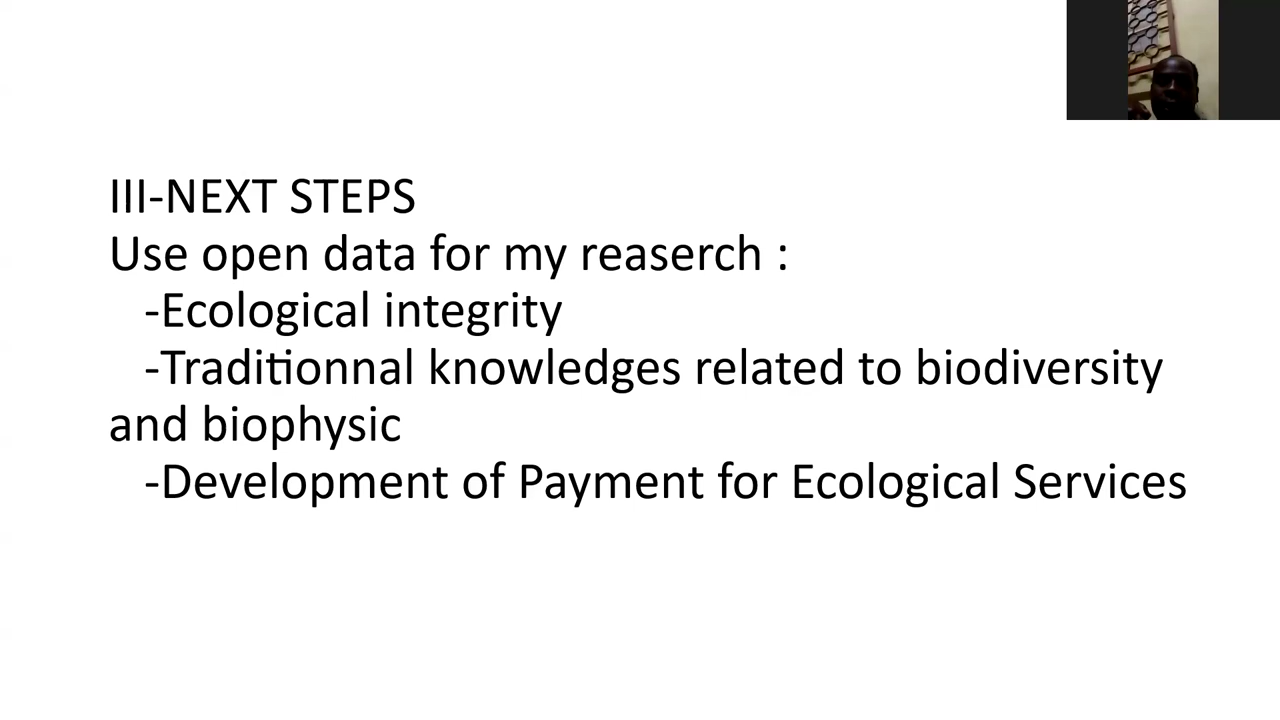 III-NEXT STEPS
Use open data for my reaserch :
-Ecological integrity
-Traditionnal knowledges related to biodiversity
and biophysic
-Development of Payment for Ecological Services